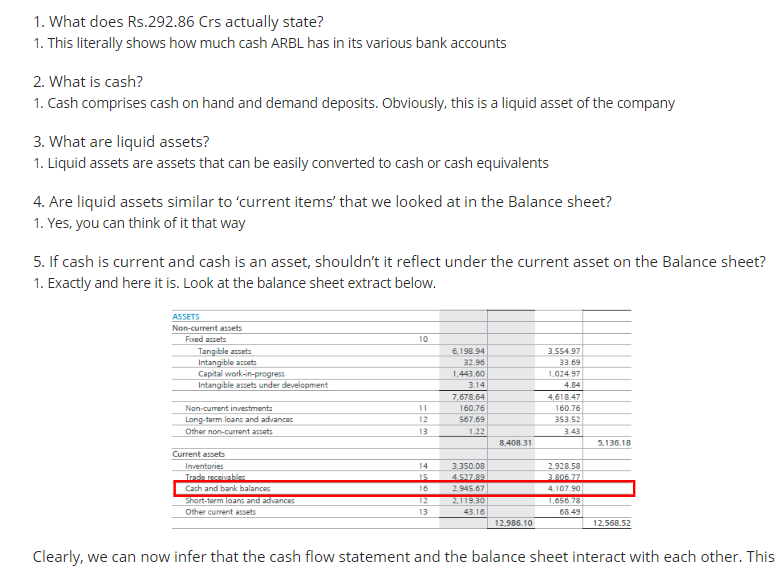 1. What does Rs.292.86 Crs actually state?
1. This literally shows how much cash ARBL has in its various bank accounts
2. What is cash?
1. Cash comprises cash on hand and demand deposits. Obviously, this is a liquid asset of the company
3. What are liquid assets?
1. Liquid assets are assets that can be easily converted to cash or cash equivalents
4. Are liquid assets similar to ‘current items’ that we looked at in the Balance sheet?
1. Yes, you can think of it that way
5. If cash is current and cash is an asset, shouldn’t it reflect under the current asset on the Balance sheet?
1. Exactly and here it is. Look at the balance sheet extract below.
ASSETS
Non-current assets
Fixed assets 10
Tangible assets 6,198.94 3,554.97
Intangible assets 32.96 33.69
Capital work-in-progress 1,443.60 1,024.97
Intangible assets under development 3.14 4.84
7,678.64 4,618.47
Non-current investments 11 160.76 160.76
Long-term loans and advances 12 567.69 353.52
Other non-current assets 13 1.22 3.43
8,408.31 5,136.18
Current assets
Inventories 14 3,350.08 2,928.58
Trade receivables 15 4,527.89 3,806.77
Cash and bank balances 16 2,945.67 4,107.90
Short-term loans and advances 12 2,119.30 1,656.78
Other current assets 13 43.16 68.49
12,986.10 12,568.52
Clearly, we can now infer that the cash flow statement and the balance sheet interact with each other. This